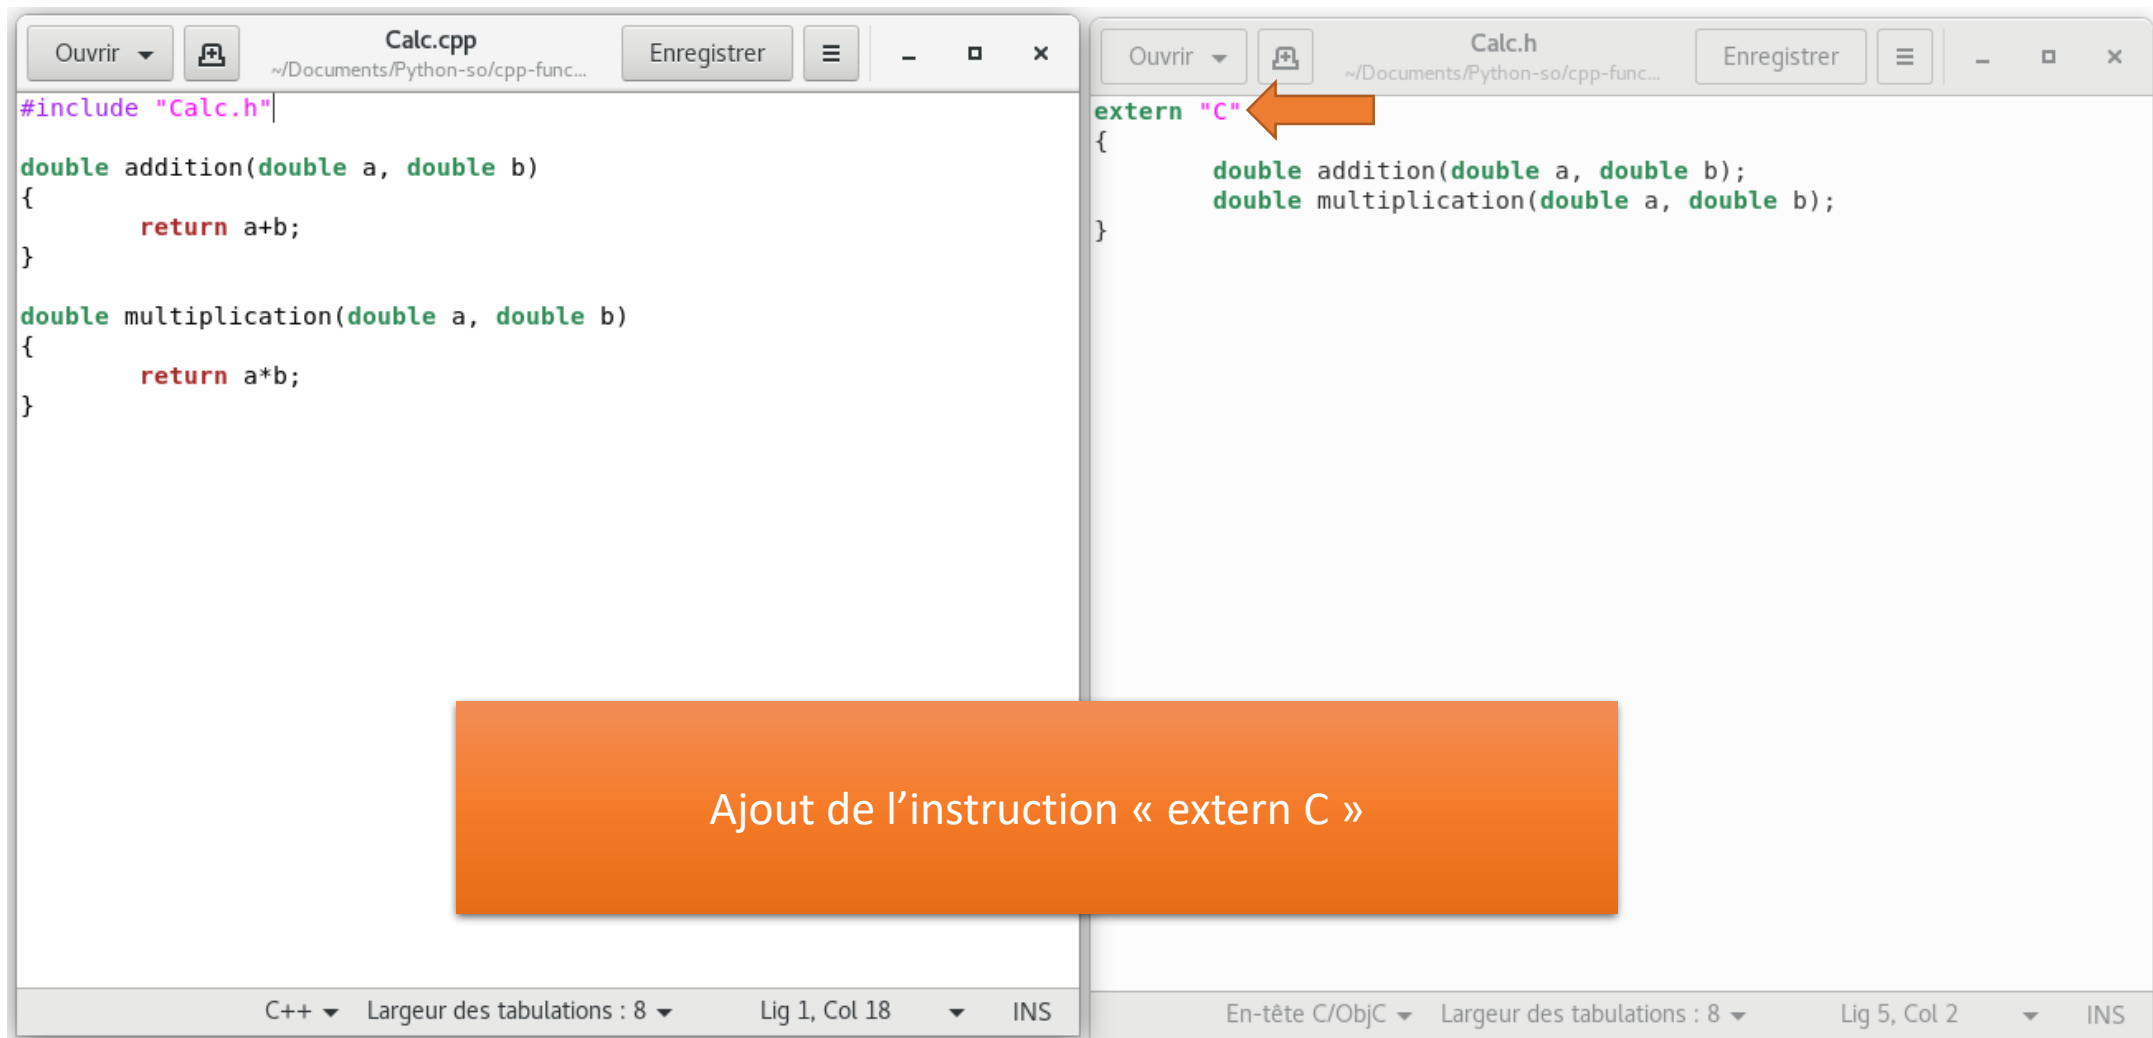 Ouvrir
Calc.cpp
~/Documents/Python-so/cpp-func...
Enregistrer
#include "Calc.h"
double addition(double a, double b)
{
return a+b;
}
double multiplication(double a, double b)
{
return a*b;
}
C++
Largeur des tabulations : 8
Lig 1, Col 18
INS
Ouvrir
Calc.h
~/Documents/Python-so/cpp-func...
Enregistrer
extern "C"
{
double addition(double a, double b);
double multiplication(double a, double b);
}
En-tête C/ObjC
Largeur des tabulations : 8
Lig 5, Col 2
INS
Ajout de l’instruction « extern C »